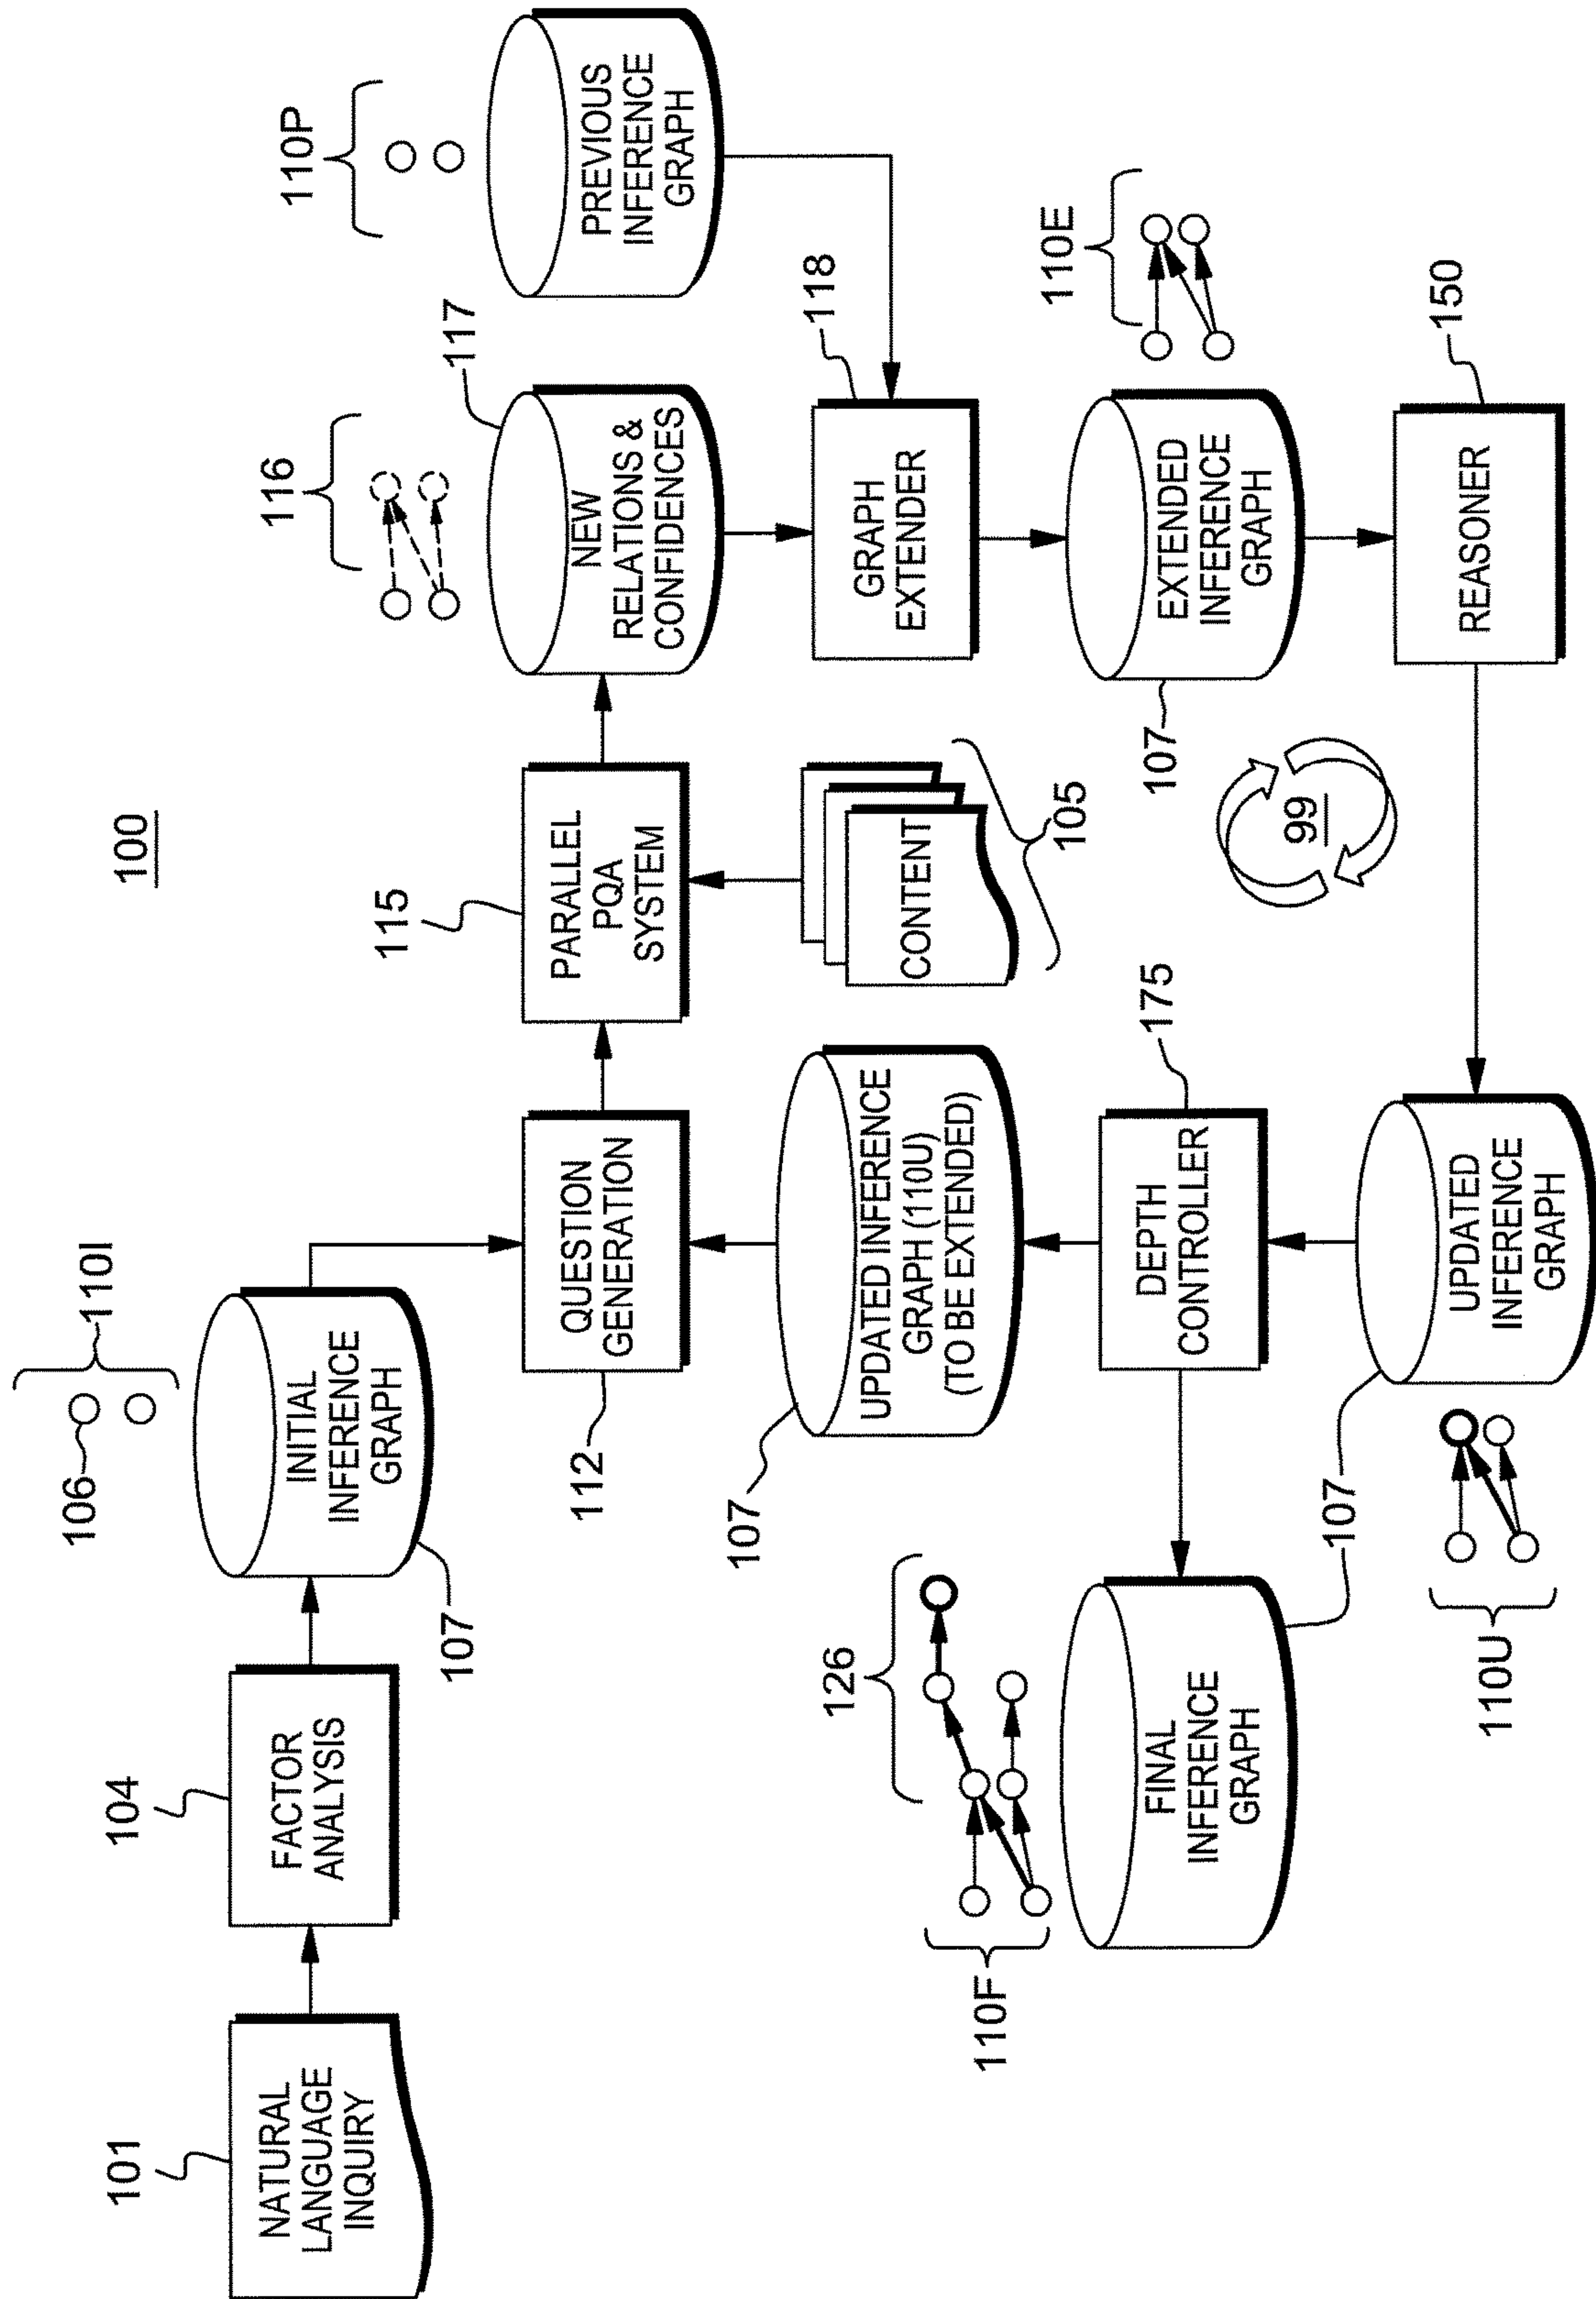 100
101
NATURAL
LANGUAGE
INQUIRY
104
FACTOR
ANALYSIS
106
110I
INITIAL
INFERENCE
GRAPH
107
112
QUESTION
GENERATION
115
PARALLEL
PQA
SYSTEM
CONTENT
105
116
117
NEW
RELATIONS &
CONFIDENCES
110P
PREVIOUS
INFERENCE
GRAPH
118
GRAPH
EXTENDER
110E
EXTENDED
INFERENCE
GRAPH
107
99
150
REASONER
UPDATED
INFERENCE
GRAPH
107
110U
175
DEPTH
CONTROLLER
UPDATED INFERENCE
GRAPH (110U)
(TO BE EXTENDED)
107
126
110F
FINAL
INFERENCE
GRAPH